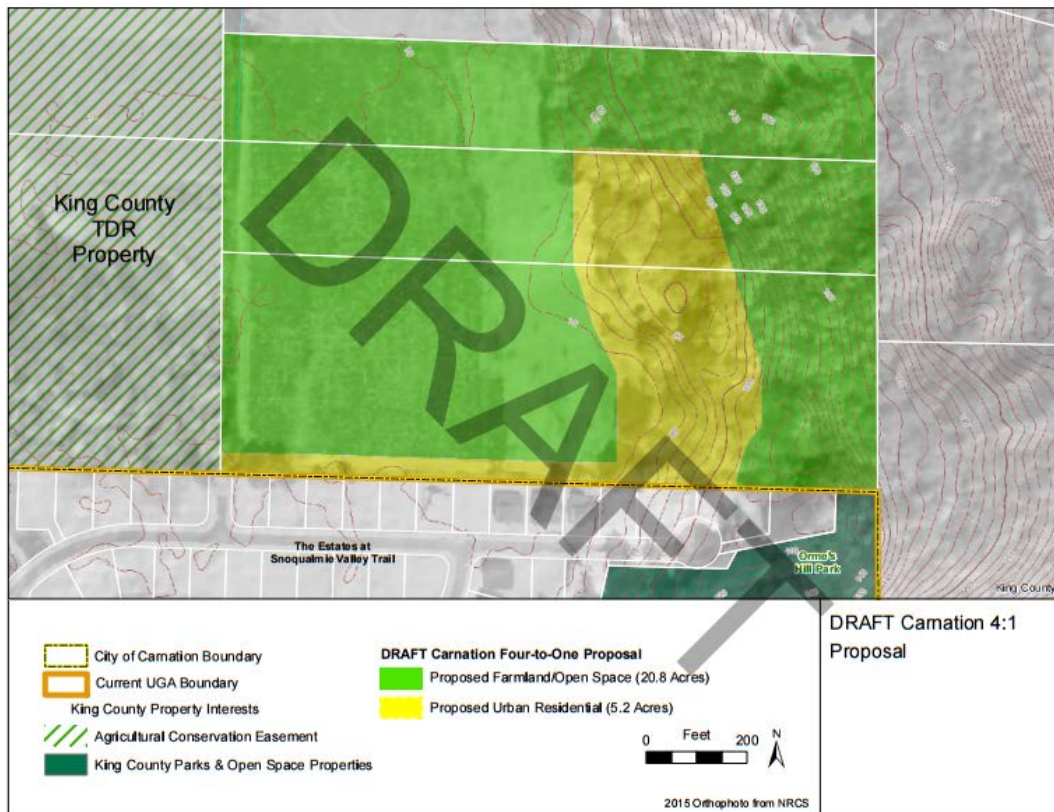 King County
TDR
Property
DRAFT
The Estates at
Snoqualmie Valley Trail
Orme's
Hill Park
King County
City of Carnation Boundary
Current UGA Boundary
King County Property Interests
Agricultural Conservation Easement
King County Parks & Open Space Properties
DRAFT Carnation Four-to-One Proposal
Proposed Farmland/Open Space (20.8 Acres)
Proposed Urban Residential (5.2 Acres)
0 Feet 200 N
2015 Orthophoto from NRCS
DRAFT Carnation 4:1
Proposal